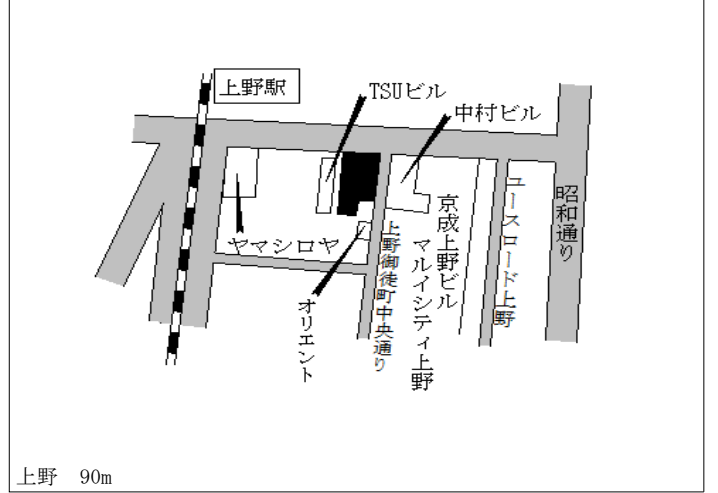 上野駅
TSUビル
中村ビル
ヤマシロヤ
オリエント
上野御徒町中央通り
京成上野ビル
マルイシティ上野
ユースロード上野
昭和通り
上野　90m